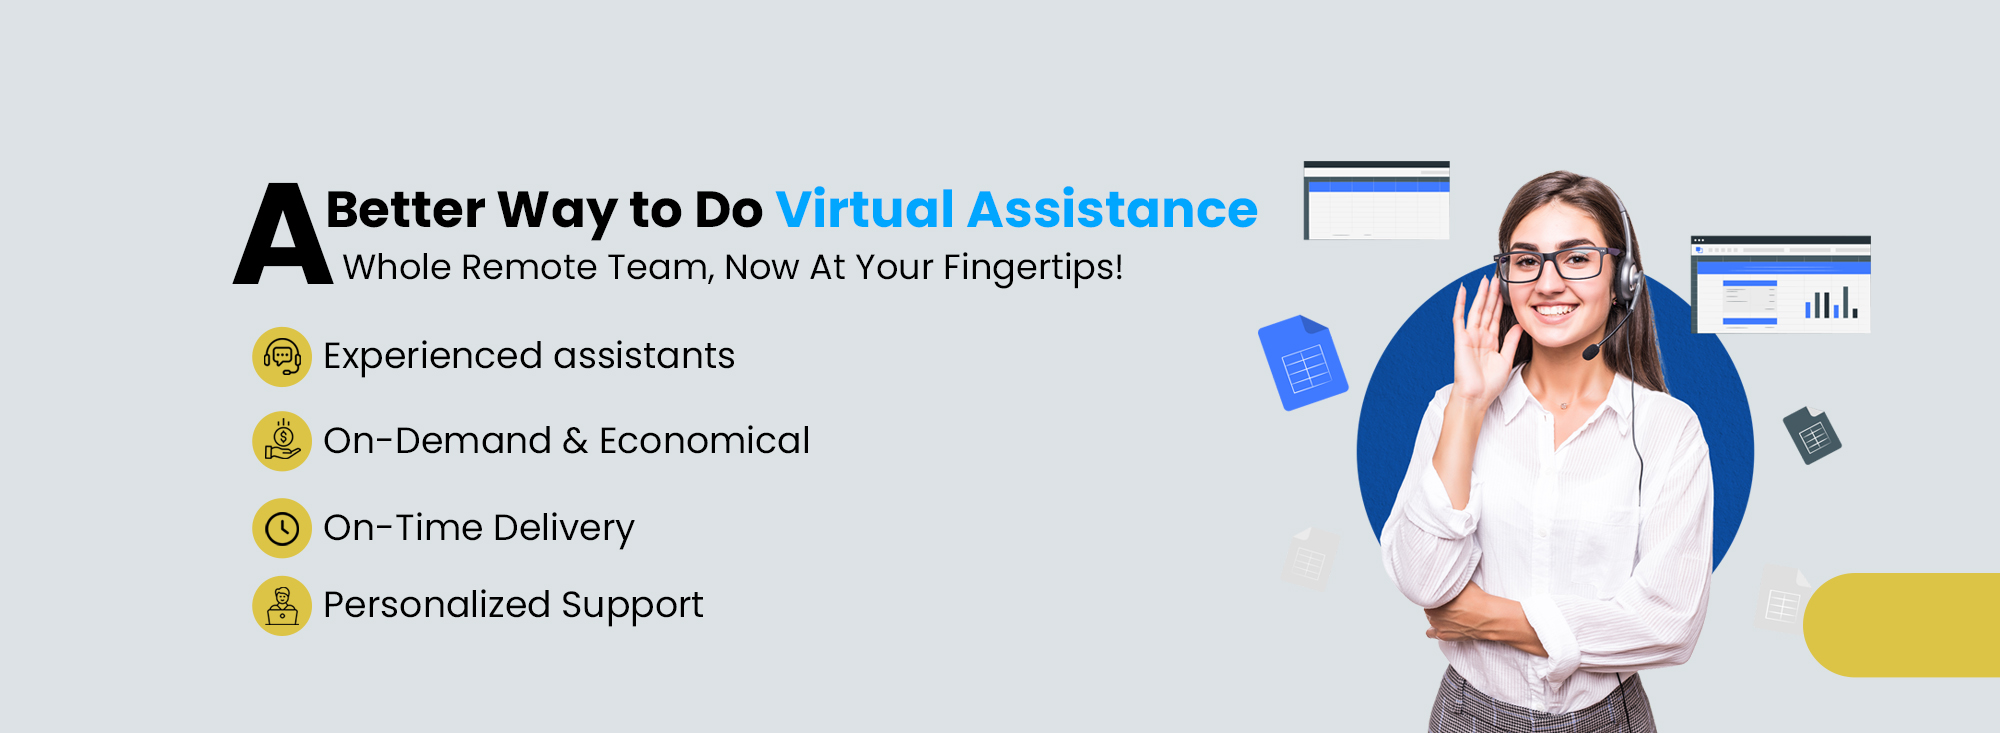 A Better Way to Do Virtual Assistance
Whole Remote Team, Now At Your Fingertips!
Experienced assistants
On-Demand & Economical
On-Time Delivery
Personalized Support